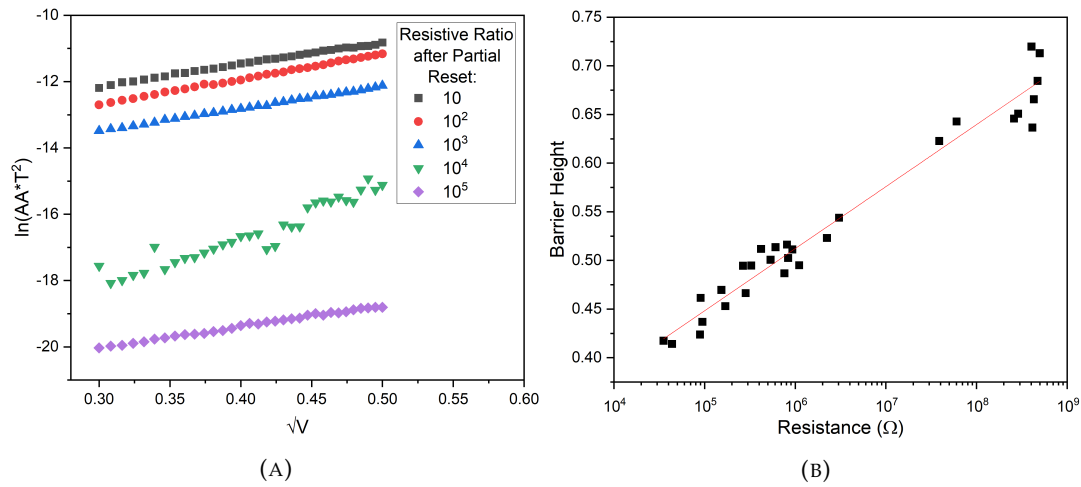 -10
-12
-14
-16
-18
-20
0.30 0.35 0.40 0.45 0.50 0.55 0.60
ln(AA*T²)
√V
Resistive Ratio
after Partial
Reset:
10
10²
10³
10⁴
10⁵
(A)
0.75
0.70
0.65
0.60
0.55
0.50
0.45
0.40
10⁴ 10⁵ 10⁶ 10⁷ 10⁸ 10⁹
Barrier Height
Resistance (Ω)
(B)